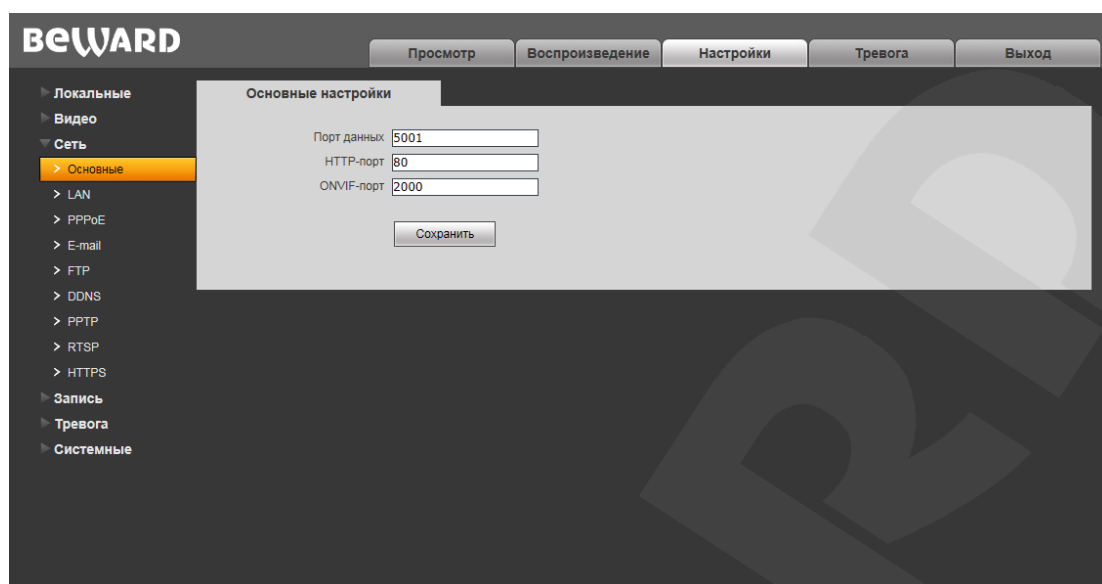 BEWARD
Просмотр
Воспроизведение
Настройки
Тревога
Выход
Локальные
Видео
Сеть
> Основные
> LAN
> PPPoE
> E-mail
> FTP
> DDNS
> PPTP
> RTSP
> HTTPS
Запись
Тревога
Системные
Основные настройки
Порт данных 5001
HTTP-порт 80
ONVIF-порт 2000
Сохранить
RD